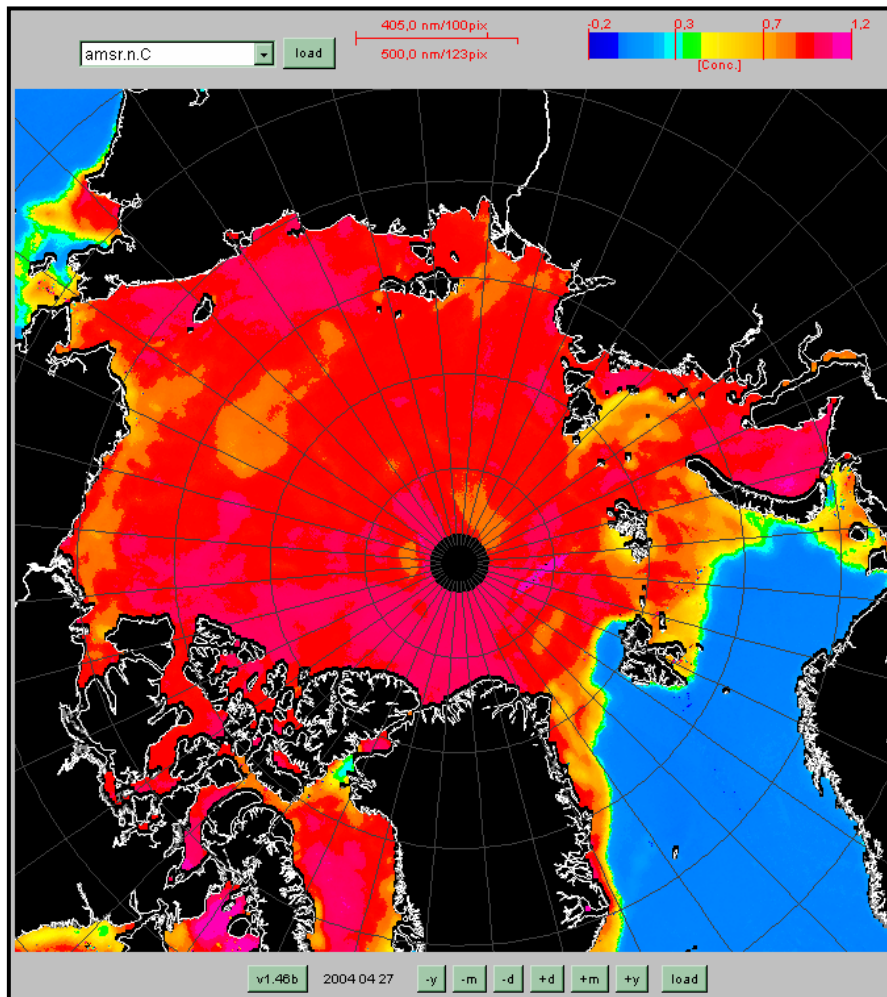 405,0 nm/100pix
500,0 nm/123pix
-0,2 0,3 0,7 1,2
[Conc.]
amsr.n.C load
v1.46b 2004 04 27 -y -m -d +d +m +y load